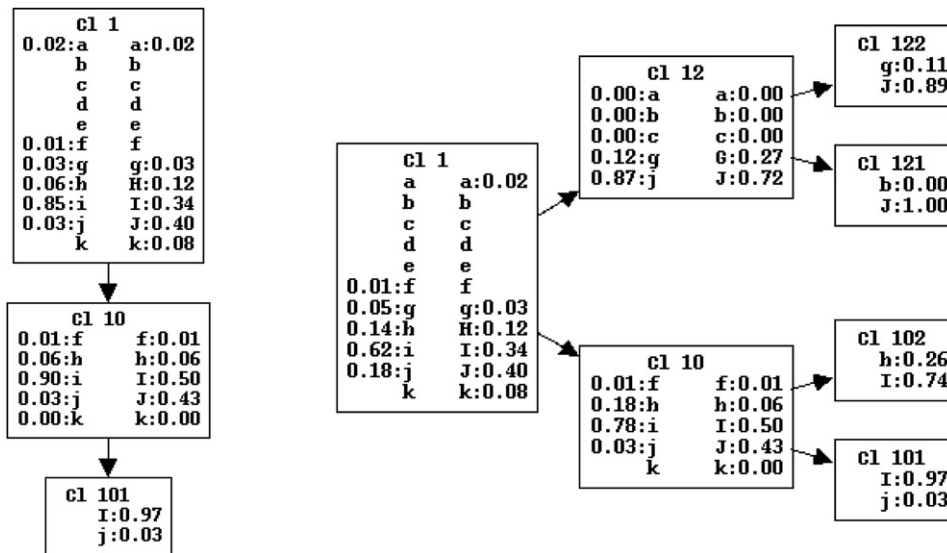 Cl 1
0.02:a a:0.02
b b
c c
d d
e e
0.01:f f
0.03:g g:0.03
0.06:h H:0.12
0.85:i I:0.34
0.03:j J:0.40
k k:0.08
Cl 10
0.01:f f:0.01
0.06:h h:0.06
0.90:i I:0.50
0.03:j J:0.43
0.00:k k:0.00
Cl 101
I:0.97
j:0.03
Cl 1
a a:0.02
b b
c c
d d
e e
0.01:f f
0.05:g g:0.03
0.14:h H:0.12
0.62:i I:0.34
0.18:j J:0.40
k k:0.08
Cl 12
0.00:a a:0.00
0.00:b b:0.00
0.00:c c:0.00
0.12:g G:0.27
0.87:j J:0.72
Cl 10
0.01:f f:0.01
0.18:h h:0.06
0.78:i I:0.50
0.03:j J:0.43
k k:0.00
Cl 122
g:0.11
J:0.89
Cl 121
b:0.00
J:1.00
Cl 102
h:0.26
I:0.74
Cl 101
I:0.97
j:0.03